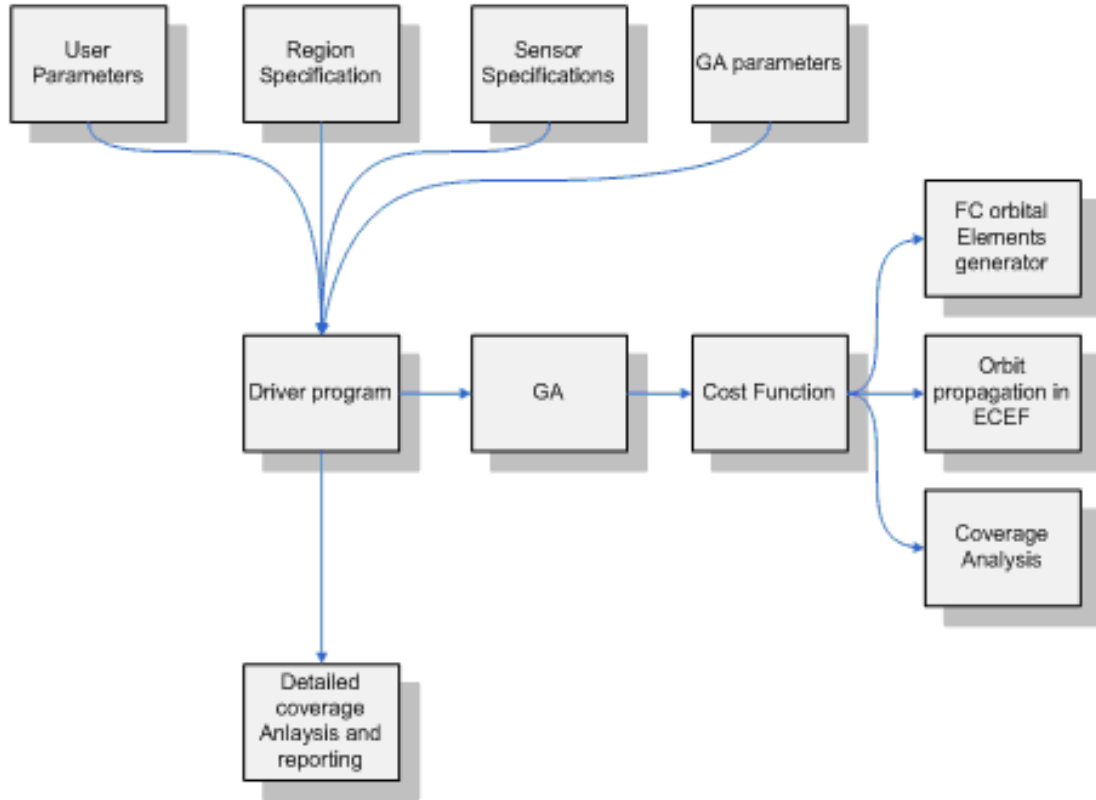 User
Parameters
Region
Specification
Sensor
Specifications
GA parameters
FC orbital
Elements
generator
Driver program
GA
Cost Function
Orbit
propagation in
ECEF
Coverage
Analysis
Detailed
coverage
Anlaysis and
reporting